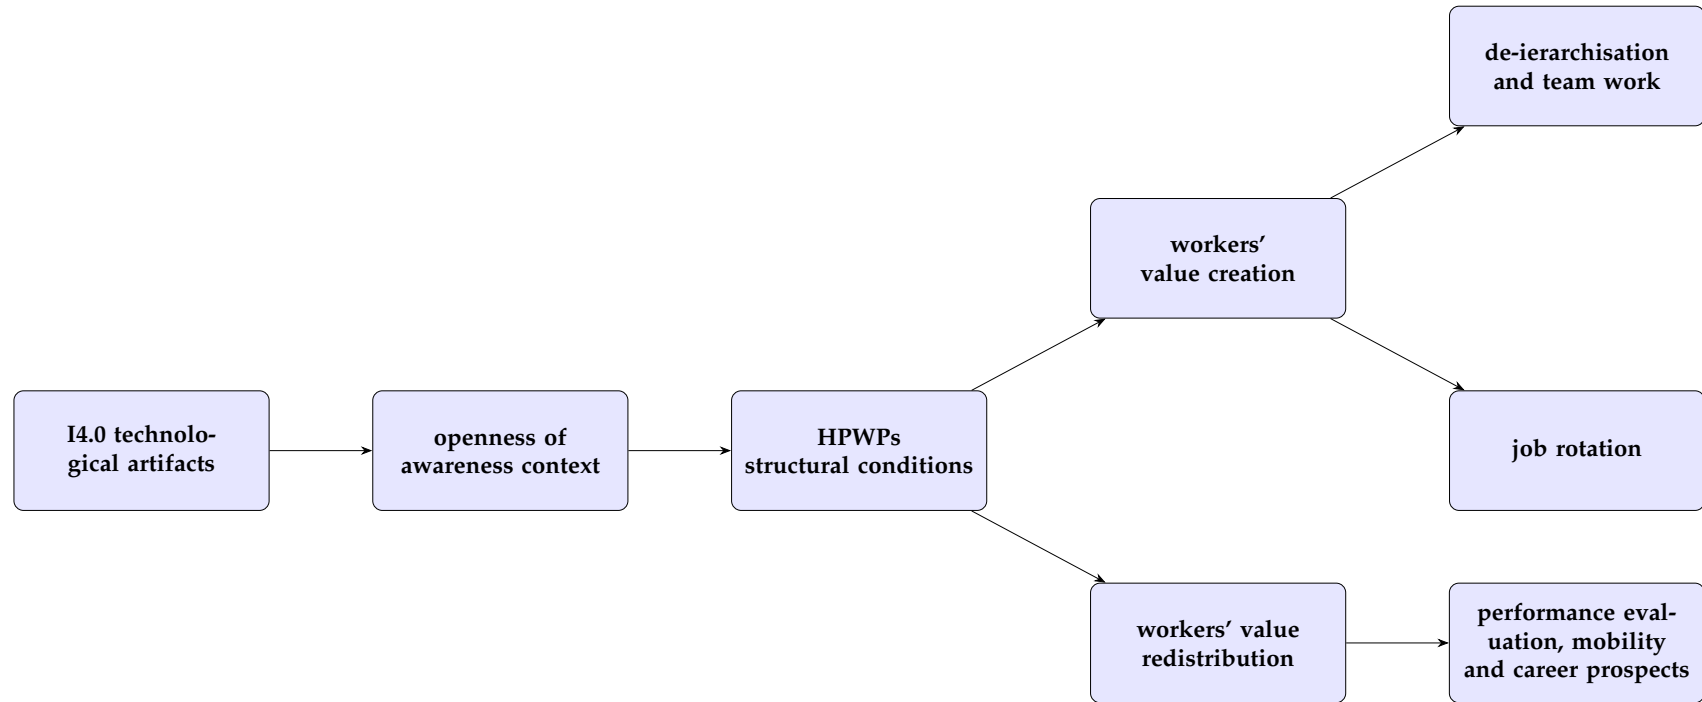 de-ierarchisation
and team work
workers’
value creation
I4.0 technolo-
gical artifacts
openness of
awareness context
HPWPs
structural conditions
job rotation
workers’ value
redistribution
performance eval-
uation, mobility
and career prospects